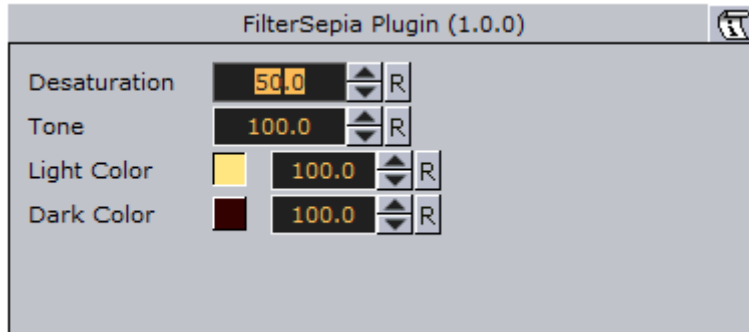 FilterSepia Plugin (1.0.0)
Desaturation 50.0 R
Tone 100.0 R
Light Color 100.0 R
Dark Color 100.0 R